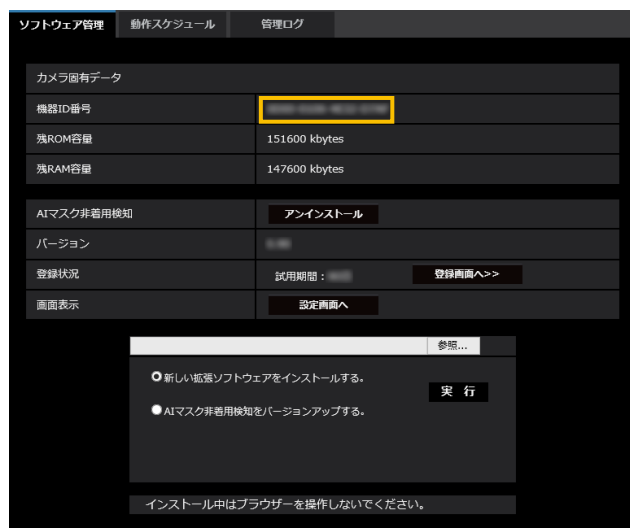 ソフトウェア管理 動作スケジュール 管理ログ
カメラ固有データ
機器ID番号
残ROM容量 151600 kbytes
残RAM容量 147600 kbytes
AIマスク非着用検知 アンインストール
バージョン
登録状況 試用期間： 登録画面へ>>
画面表示 設定画面へ
参照...
新しい拡張ソフトウェアをインストールする。
実 行
AIマスク非着用検知をバージョンアップする。
インストール中はブラウザーを操作しないでください。